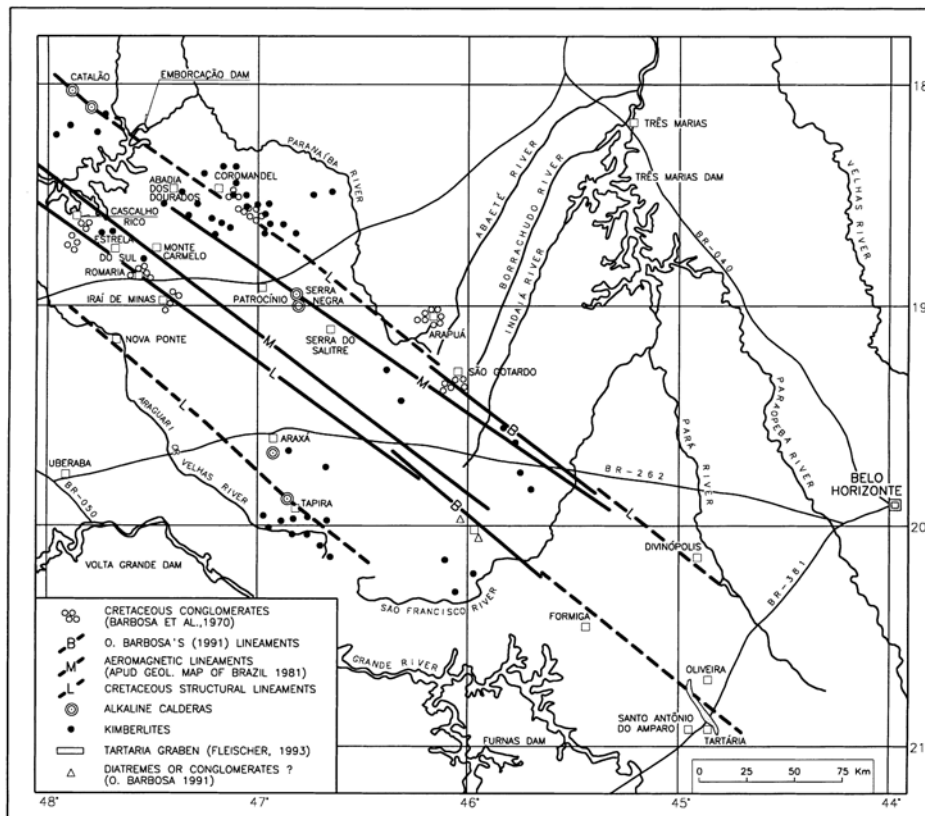 CATALÃO
EMBORCAÇÃO DAM
18
PARANAÍBA
RIVER
TRÊS MARIAS
TRÊS MARIAS DAM
VELHAS RIVER
ABAETÉ RIVER
BORRACHUDO RIVER
INDAIÁ RIVER
BR-040
ABADIA
DOS
DOURADOS
COROMANDEL
CASCALHO
RICO
ESTRELA
DO SUL
MONTE
CARMELO
ROMARIA
IRAÍ DE MINAS
PATROCÍNIO
SERRA
NEGRA
L
19
NOVA PONTE
SERRA DO
SALITRE
ARAPUÁ
SÃO GOTARDO
M
L
M
L
B
ARAGUARI
VELHAS RIVER
ARAXÁ
UBERABA
BR-050
TAPIRA
BR-262
PARÁ RIVER
PARAOPEBA RIVER
BELO
HORIZONTE
B
L
20
VOLTA GRANDE DAM
DIVINÓPOLIS
BR-381
SAO FRANCISCO RIVER
FORMIGA
GRANDE RIVER
OLIVEIRA
SANTO ANTÔNIO
DO AMPARO
TARTÁRIA
FURNAS DAM
21
CRETACEOUS CONGLOMERATES
(BARBOSA ET AL.,1970)
B O. BARBOSA'S (1991) LINEAMENTS
M AEROMAGNETIC LINEAMENTS
(APUD GEOL. MAP OF BRAZIL 1981)
L CRETACEOUS STRUCTURAL LINEAMENTS
ALKALINE CALDERAS
KIMBERLITES
TARTARIA GRABEN (FLEISCHER, 1993)
DIATREMES OR CONGLOMERATES ?
(O. BARBOSA 1991)
0 25 50 75 Km
48° 47° 46° 45° 44°